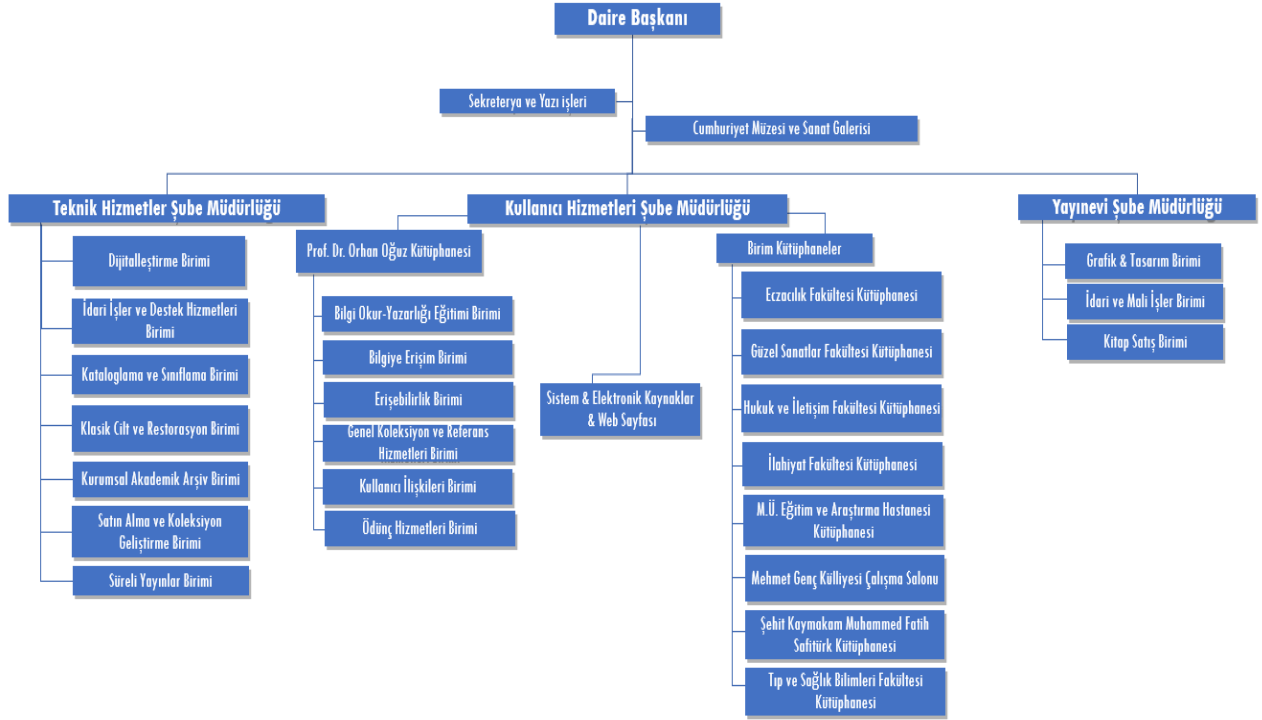 Daire Başkanı
Sekreterya ve Yazı işleri
Cumhuriyet Müzesi ve Sanat Galerisi
Teknik Hizmetler Şube Müdürlüğü
Dijitalleştirme Birimi
İdari İşler ve Destek Hizmetleri
Birimi
Kataloglama ve Sınıflama Birimi
Klasik Cilt ve Restorasyon Birimi
Kurumsal Akademik Arşiv Birimi
Satın Alma ve Koleksiyon
Geliştirme Birimi
Süreli Yayınlar Birimi
Kullanıcı Hizmetleri Şube Müdürlüğü
Prof. Dr. Orhan Oğuz Kütüphanesi
Bilgi Okur-Yazarlığı Eğitimi Birimi
Bilgiye Erişim Birimi
Erişebilirlik Birimi
Genel Koleksiyon ve Referans
Hizmetleri Birimi
Kullanıcı İlişkileri Birimi
Ödünç Hizmetleri Birimi
Sistem & Elektronik Kaynaklar
& Web Sayfası
Birim Kütüphaneler
Eczacılık Fakültesi Kütüphanesi
Güzel Sanatlar Fakültesi Kütüphanesi
Hukuk ve İletişim Fakültesi Kütüphanesi
İlahiyat Fakültesi Kütüphanesi
M.Ü. Eğitim ve Araştırma Hastanesi
Kütüphanesi
Mehmet Genç Külliyesi Çalışma Salonu
Şehit Kaymakam Muhammed Fatih
Safitürk Kütüphanesi
Tıp ve Sağlık Bilimleri Fakültesi
Kütüphanesi
Yayınevi Şube Müdürlüğü
Grafik & Tasarım Birimi
İdari ve Mali İşler Birimi
Kitap Satış Birimi